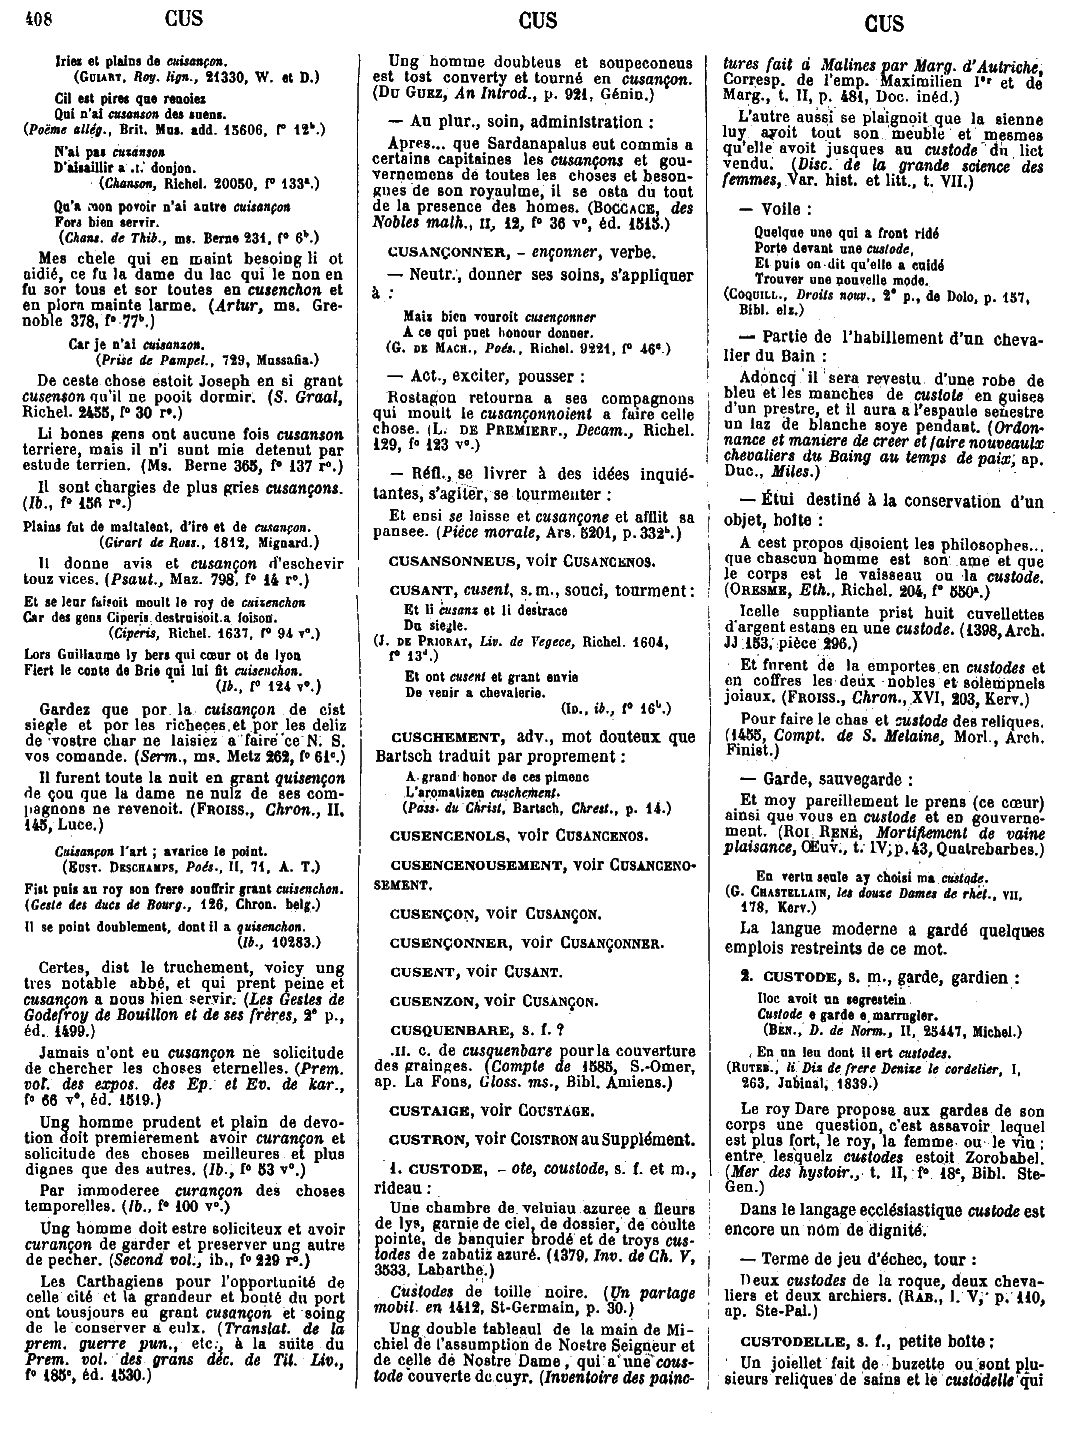 408 CUS CUS CUS
Iriez et plains de cuisançon.
(GUIART, Roy. lign., 21330, W. et D.)
Cil est pires que renoiez
Qui n'ai cusanson des suens.
(Poëme allég., Brit. Mus. add. 15606, f° 12b.)
N'ai pas cuzanson
D'aisaillir a .I. donjon.
(Chanson, Richel. 20050, f° 133a.)
Qu'a mon povoir n'ai autre cuisançon
Fors bien servir.
(Chans. de Thib., ms. Berne 231, f° 6b.)
Mes chele qui en maint besoing li ot
aidié, ce fu la dame du lac qui le non en
fu sor tous et sor toutes en cusenchon et
en plora mainte larme. (Artur, ms. Gre-
noble 378, f° 77b.)
Car je n'ai cuisanzon.
(Prise de Pampel., 729, Mussafia.)
De ceste chose estoit Joseph en si grant
cusenson qu'il ne pooit dormir. (S. Graal,
Richel. 2455, f° 30 r°.)
Li bones gens ont aucune fois cusanson
terriere, mais il n'i sunt mie detenut par
estude terrien. (Ms. Berne 365, f° 137 r°.)
Il sont chargies de plus gries cusançons.
(Ib., f° 156 r°.)
Plains fut de maltalent, d'ire et de cusançon.
(Girart de Ross., 1812, Mignard.)
Il donne avis et cusançon d'eschevir
touz vices. (Psaut., Maz. 798, f° 14 r°.)
Et se leur faisoit moult le roy de cuizenchon
Car des gens Ciperis destruisoit a foison.
(Ciperis, Richel. 1637, f° 94 v°.)
Lors Guillaume ly bers qui cœur ot de lyon
Fiert le conte de Brie qui lui fit cuisenchon.
(Ib., f° 124 v°.)
Gardez que por la cuisançon de cist
siegle et por les richeces et por les deliz
de vostre char ne laisiez a faire ce N. S.
vos comande. (Serm., ms. Metz 262, f° 61c.)
Il furent toute la nuit en grant quisençon
de çou que la dame ne nulz de ses com-
pagnons ne revenoit. (FROISS., Chron., II,
145, Luce.)
Cuisançon l'art ; avarice le point.
(EUST. DESCHAMPS, Poés., II, 71, A. T.)
Fist puis au roy son frere souffrir grant cuisenchon.
(Geste des ducs de Bourg., 126, Chron. belg.)
Il se point doublement, dont il a quisenchon.
(Ib., 10283.)
Certes, dist le truchement, voicy ung
tres notable abbé, et qui prent peine et
cusançon a nous bien servir. (Les Gestes de
Godefroy de Bouillon et de ses frères, 2e p.,
éd. 1499.)
Jamais n'ont eu cusançon ne solicitude
de chercher les choses eternelles. (Prem.
vol. des expos. des Ep. et Ev. de kar.,
f° 66 v°, éd. 1519.)
Ung homme prudent et plain de devo-
tion doit premierement avoir curançon et
solicitude des choses meilleures et plus
dignes que des autres. (Ib., f° 53 v°.)
Par immoderee curançon des choses
temporelles. (Ib., f° 100 v°.)
Ung homme doit estre soliciteux et avoir
curançon de garder et preserver ung autre
de pecher. (Second vol., ib., f° 229 r°.)
Les Carthagiens pour l'opportunité de
celle cité et la grandeur et bonté du port
ont tousjours eu grant cusançon et soing
de le conserver a eulx. (Translat. de la
prem. guerre pun., etc., à la suite du
Prem. vol. des grans déc. de Tit. Liv.,
f° 185c, éd. 1530.)
Ung homme doubteus et soupeconeus
est tost converty et tourné en cusançon.
(DU GUEZ, An Introd., p. 921, Génin.)
— Au plur., soin, administration :
Apres... que Sardanapalus eut commis a
certains capitaines les cusançons et gou-
vernemens de toutes les choses et beson-
gnes de son royaulme, il se osta du tout
de la presence des homes. (BOCCACE, des
Nobles malh., II, 12, f° 36 v°, éd. 1515.)
CUSANÇONNER, - ençonner, verbe.
— Neutr., donner ses soins, s'appliquer
à :
Maiz bien vouroit cusençonner
A ce qui puet honour donner.
(G. DE MACH., Poés., Richel. 9221, f° 46c.)
— Act., exciter, pousser :
Rostagon retourna a ses compagnons
qui moult le cusançonnoient a faire celle
chose. (L. DE PREMIERF., Decam., Richel.
129, f° 123 v°.)
— Réfl., se livrer à des idées inquié-
tantes, s'agiter, se tourmenter :
Et ensi se loisse et cusançone et afflit sa
pansee. (Pièce morale, Ars. 5201, p. 332b.)
CUSANSONNEUS, voir CUSANCENOS.
CUSANT, cusent, s. m., souci, tourment :
Et li cusanz et li destrace
Du siegle.
(J. DE PRIORAT, Liv. de Vegece, Richel. 1604,
f° 13d.)
Et ont cusent et grant envie
De venir a chevalerie.
(ID., ib., f° 16b.)
CUSCHEMENT, adv., mot douteux que
Bartsch traduit par proprement :
A grand honor de ces pimenc
L'aromatizen cuschement.
(Pass. du Christ, Bartsch, Chrest., p. 14.)
CUSENCENOLS, voir CUSANCENOS.
CUSENCENOUSEMENT, voir CUSANCENO-
SEMENT.
CUSENÇON, voir CUSANÇON.
CUSENÇONNER, voir CUSANÇONNER.
CUSENT, voir CUSANT.
CUSENZON, voir CUSANÇON.
CUSQUENBARE, s. f. ?
.II. c. de cusquenbare pour la couverture
des grainges. (Compte de 1585, S.-Omer,
ap. La Fons, Gloss. ms., Bibl. Amiens.)
CUSTAIGE, voir COUSTAGE.
CUSTRON, voir COISTRON au Supplément.
1. CUSTODE, - ote, coustode, s. f. et m.,
rideau :
Une chambre de veluiau azuree a fleurs
de lys, garnie de ciel, de dossier, de coulte
pointe, de banquier brodé et de troys cus-
todes de zabatiz azuré. (1379, Inv. de Ch. V,
3533, Labarthe.)
Custodes de toille noire. (Un partage
mobil. en 1412, St-Germain, p. 30.)
Ung double tableaul de la main de Mi-
chiel de l'assumption de Nostre Seigneur et
de celle de Nostre Dame, qui a une cous-
tode couverte de cuyr. (Inventoire des painc-
tures fait à Malines par Marg. d'Autriche,
Corresp. de l'emp. Maximilien Ier et de
Marg., t. II, p. 481, Doc. inéd.)
L'autre aussi se plaignoit que la sienne
luy avoit tout son meuble et mesmes
qu'elle avoit jusques au custode du lict
vendu. (Disc. de la grande science des
femmes, Var. hist. et litt., t. VII.)
— Voile :
Quelque une qui a front ridé
Porte devant une custode,
Et puis on dit qu'elle a cuidé
Trouver une nouvelle mode.
(COQUILL., Droits nouv., 2e p., de Dolo, p. 157,
Bibl. elz.)
— Partie de l'habillement d'un cheva-
lier du Bain :
Adoncq il sera revestu d'une robe de
bleu et les manches de custote en guises
d'un prestre, et il aura a l'espaule senestre
un laz de blanche soye pendant. (Ordon-
nance et maniere de creer et faire nouveaulx
chevaliers du Baing au temps de paix, ap.
Duc., Miles.)
— Étui destiné à la conservation d'un
objet, boîte :
A cest propos disoient les philosophes...
que chascun homme est son ame et que
le corps est le vaisseau ou la custode.
(ORESME, Eth., Richel. 204, f° 550a.)
Icelle suppliante prist huit cuvellettes
d'argent estans en une custode. (1398, Arch.
JJ 153, pièce 296.)
Et furent de la emportes en custodes et
en coffres les deux nobles et solempnels
joiaux. (FROISS., Chron., XVI, 203, Kerv.)
Pour faire le chas et custode des reliques.
(1455, Compt. de S. Melaine, Morl., Arch.
Finist.)
— Garde, sauvegarde :
Et moy pareillement le prens (ce cœur)
ainsi que vous en custode et en gouverne-
ment. (ROI RENÉ, Mortifiement de vaine
plaisance, Œuv., t. IV, p. 43, Quatrebarbes.)
En vertu seule ay choisi ma custode.
(G. CHASTELLAIN, les douze Dames de rhét., VII,
178, Kerv.)
La langue moderne a gardé quelques
emplois restreints de ce mot.
2. CUSTODE, s. m., garde, gardien :
Iloc avoit un segrestein
Custode e garde e marrugler.
(BEN., D. de Norm., II, 25447, Michel.)
En un leu dont il ert custodes.
(RUTEB., li Diz de frere Denize le cordelier, I,
263, Jubinal, 1839.)
Le roy Dare proposa aux gardes de son
corps une question, c'est assavoir lequel
est plus fort, le roy, la femme ou le vin ;
entre lesquelz custodes estoit Zorobabel.
(Mer des hystoir., t. II, f° 18c, Bibl. Ste-
Gen.)
Dans le langage ecclésiastique custode est
encore un nom de dignité.
— Terme de jeu d'échec, tour :
Deux custodes de la roque, deux cheva-
liers et deux archiers. (RAB., l. V, p. 110,
ap. Ste-Pal.)
CUSTODELLE, s. f., petite boîte :
Un joiellet fait de buzette ou sont plu-
sieurs reliques de sains et le custodelle qui